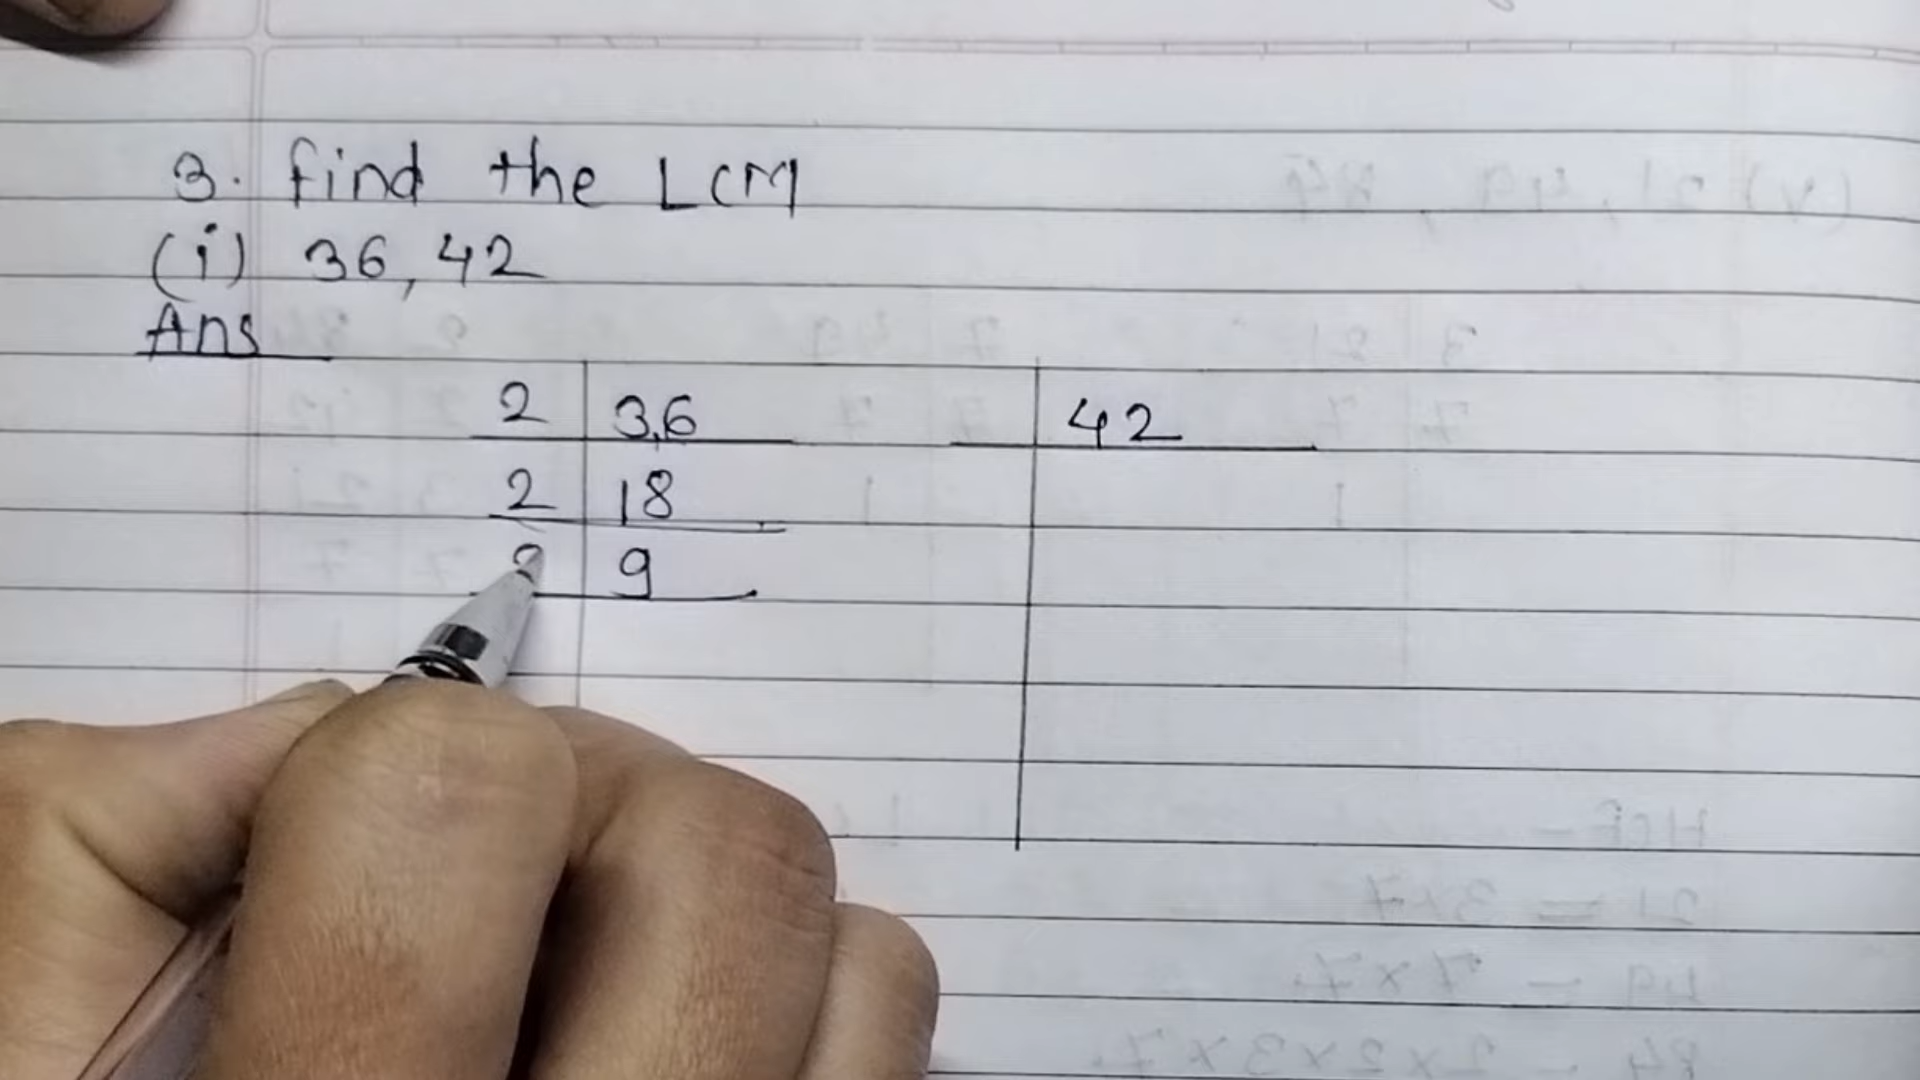 3. find the LCM
(i) 36, 42
Ans
2 | 36 | 42
2 | 18
9